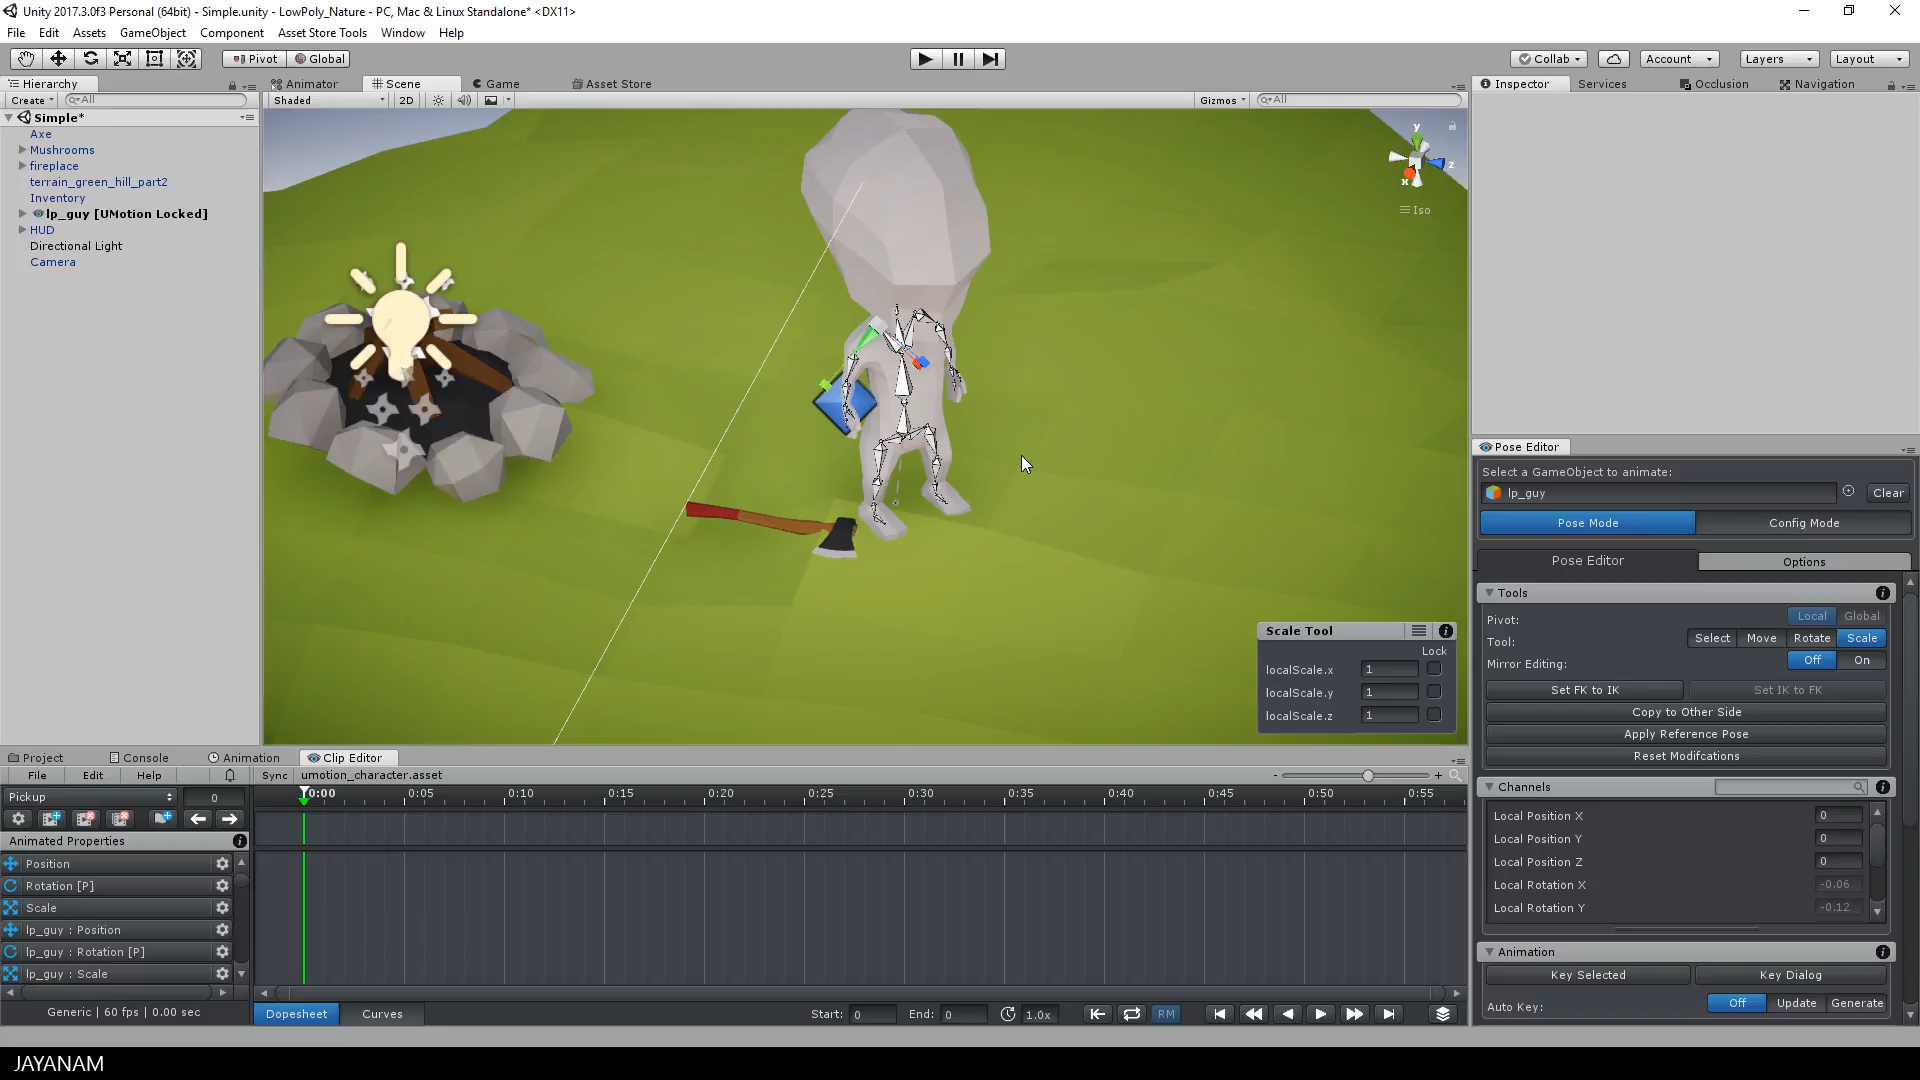 Unity 2017.3.0f3 Personal (64bit) - Simple.unity - LowPoly_Nature - PC, Mac & Linux Standalone* <DX11>
File Edit Assets GameObject Component Asset Store Tools Window Help
Pivot Global Collab Account Layers Layout
Hierarchy Animator Scene Game Asset Store Inspector Services Occlusion Navigation
Create All Shaded 2D Gizmos All
Simple*
Axe
Mushrooms
fireplace
terrain_green_hill_part2
Inventory
lp_guy [UMotion Locked]
HUD
Directional Light
Camera
y
z
x
Iso
Scale Tool
Lock
localScale.x 1
localScale.y 1
localScale.z 1
Pose Editor
Select a GameObject to animate:
lp_guy Clear
Pose Mode Config Mode
Pose Editor Options
Tools
Pivot: Local Global
Tool: Select Move Rotate Scale
Mirror Editing: Off On
Set FK to IK Set IK to FK
Copy to Other Side
Apply Reference Pose
Reset Modifcations
Channels
Local Position X 0
Local Position Y 0
Local Position Z 0
Local Rotation X -0.06
Local Rotation Y -0.12
Animation
Key Selected Key Dialog
Auto Key: Off Update Generate
Project Console Animation Clip Editor
File Edit Help Sync umotion_character.asset
Pickup 0 0:00 0:05 0:10 0:15 0:20 0:25 0:30 0:35 0:40 0:45 0:50 0:55
Animated Properties
Position
Rotation [P]
Scale
lp_guy : Position
lp_guy : Rotation [P]
lp_guy : Scale
Generic | 60 fps | 0.00 sec
Dopesheet Curves Start: 0 End: 0 1.0x RM
JAYANAM